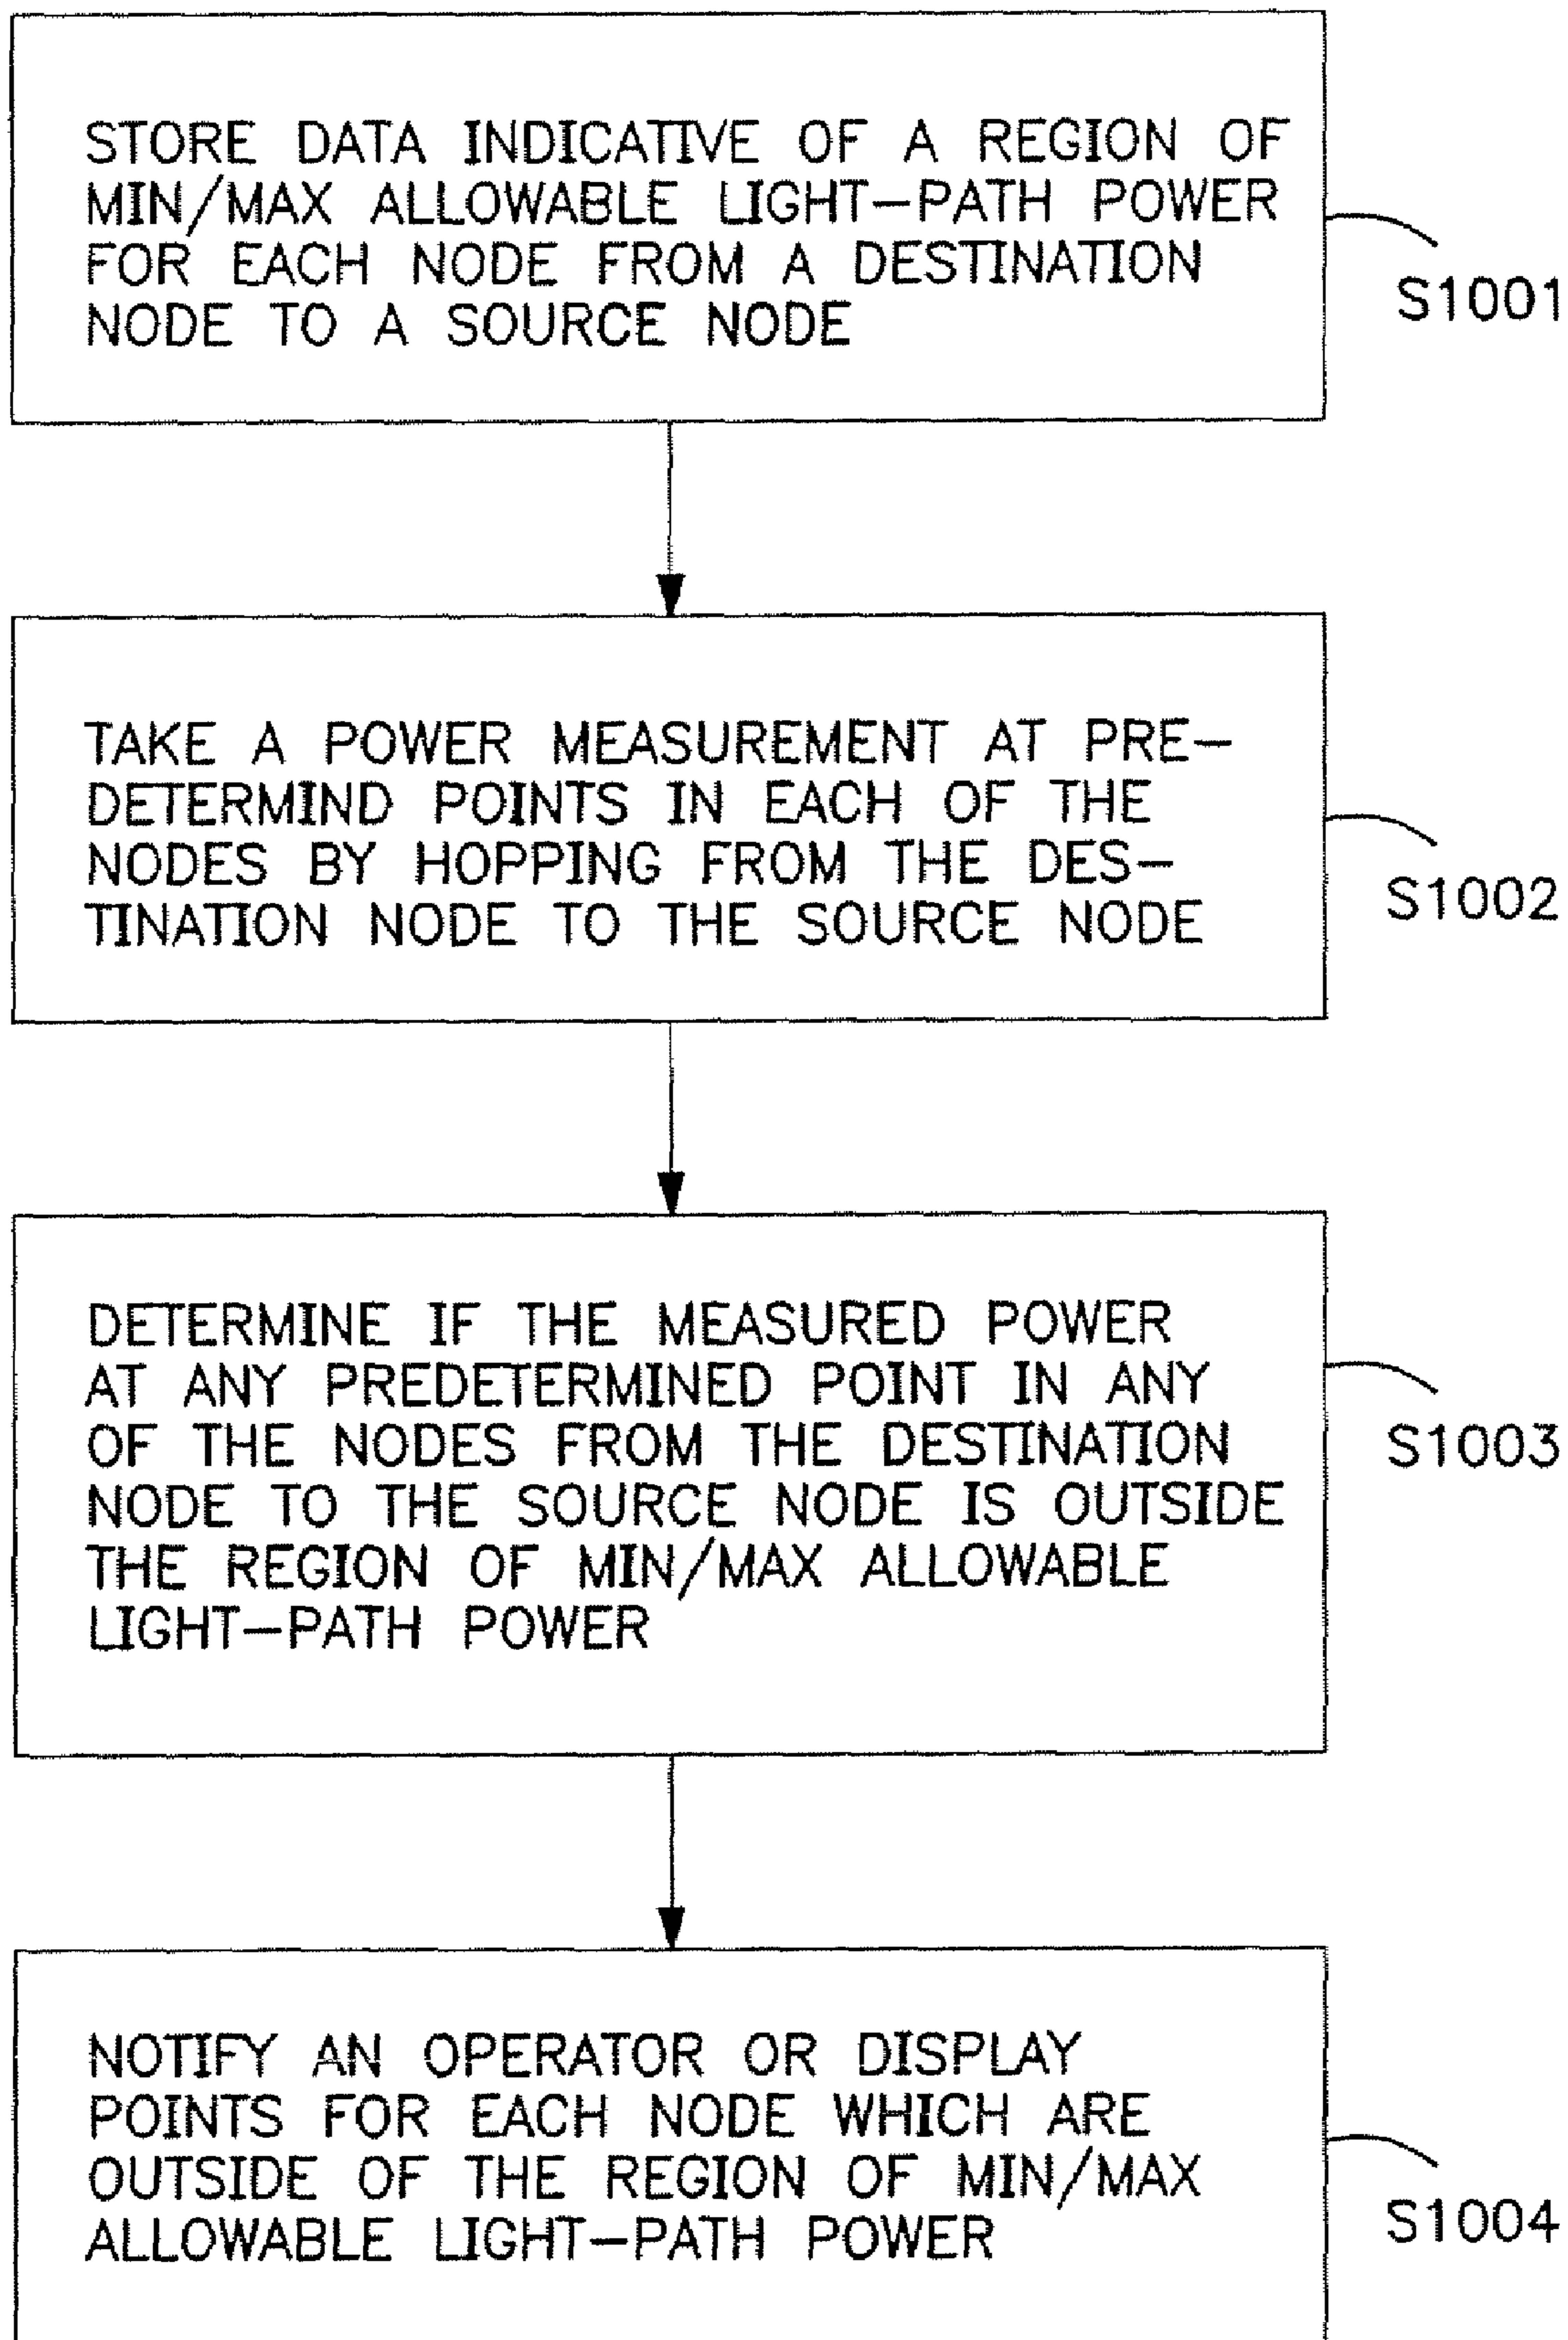 STORE DATA INDICATIVE OF A REGION OF
MIN/MAX ALLOWABLE LIGHT-PATH POWER
FOR EACH NODE FROM A DESTINATION
NODE TO A SOURCE NODE
S1001
TAKE A POWER MEASUREMENT AT PRE-
DETERMIND POINTS IN EACH OF THE
NODES BY HOPPING FROM THE DES-
TINATION NODE TO THE SOURCE NODE
S1002
DETERMINE IF THE MEASURED POWER
AT ANY PREDETERMINED POINT IN ANY
OF THE NODES FROM THE DESTINATION
NODE TO THE SOURCE NODE IS OUTSIDE
THE REGION OF MIN/MAX ALLOWABLE
LIGHT-PATH POWER
S1003
NOTIFY AN OPERATOR OR DISPLAY
POINTS FOR EACH NODE WHICH ARE
OUTSIDE OF THE REGION OF MIN/MAX
ALLOWABLE LIGHT-PATH POWER
S1004